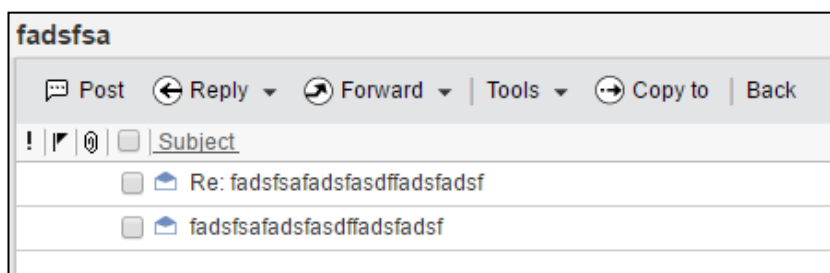 fadsfsa
Post Reply Forward | Tools Copy to | Back
! Subject
Re: fadsfsafadsfasdffadsfadsf
fadsfsafadsfasdffadsfadsf